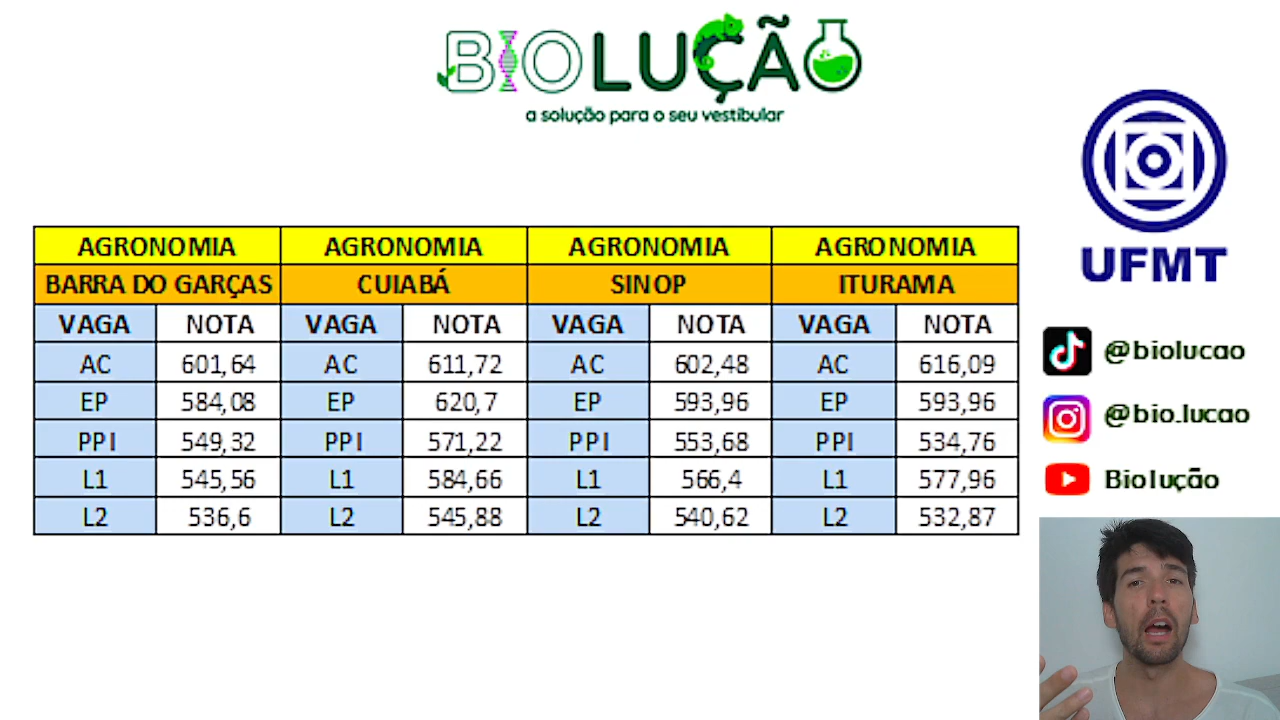 BIOLUÇÃO
a solução para o seu vestibular
UFMT
AGRONOMIA AGRONOMIA AGRONOMIA AGRONOMIA
BARRA DO GARÇAS CUIABÁ SINOP ITURAMA
VAGA NOTA VAGA NOTA VAGA NOTA VAGA NOTA
AC 601,64 AC 611,72 AC 602,48 AC 616,09
EP 584,08 EP 620,7 EP 593,96 EP 593,96
PPI 549,32 PPI 571,22 PPI 553,68 PPI 534,76
L1 545,56 L1 584,66 L1 566,4 L1 577,96
L2 536,6 L2 545,88 L2 540,62 L2 532,87
@biolucao
@bio.lucao
Biolução